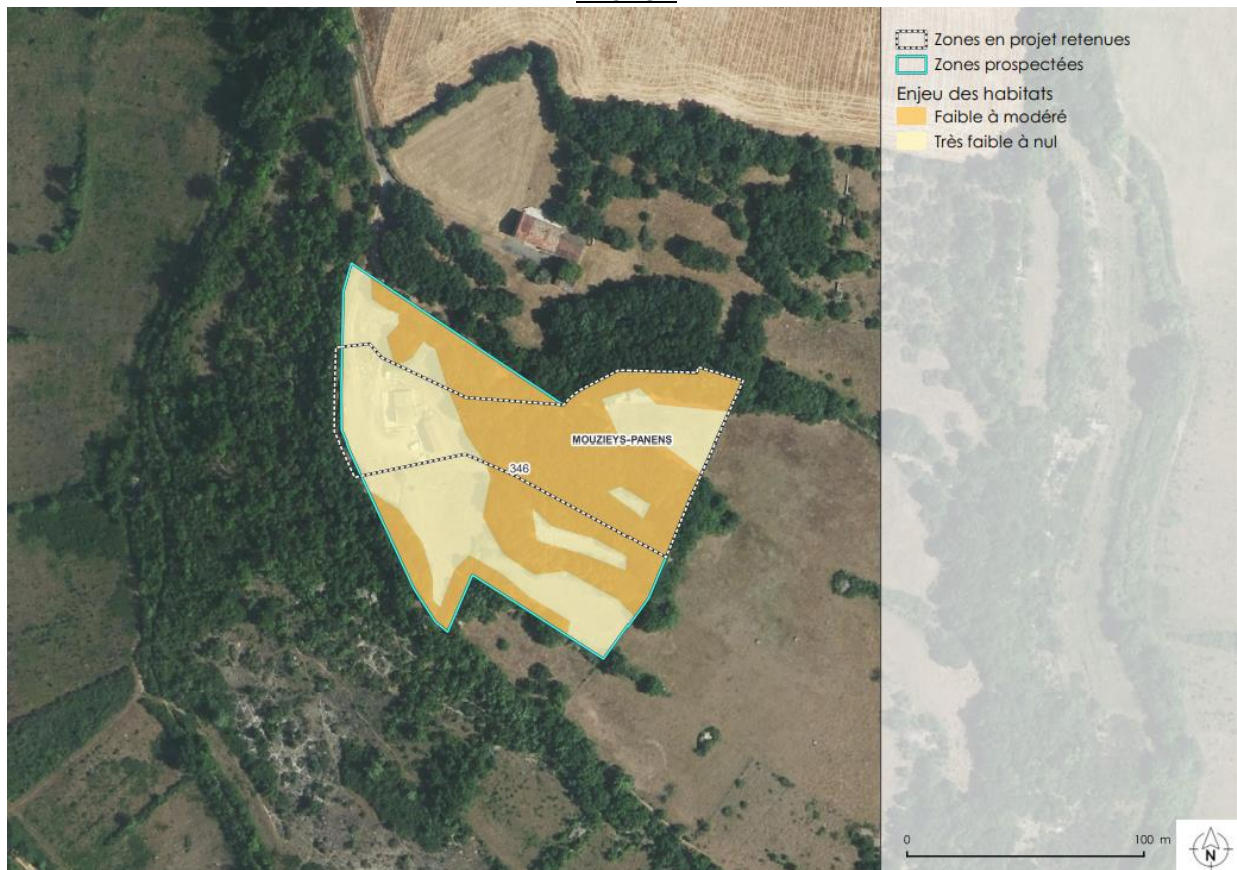 Zones en projet retenues
Zones prospectées
Enjeu des habitats
Faible à modéré
Très faible à nul
MOUZIEYS-PANENS
346
0 100 m
N